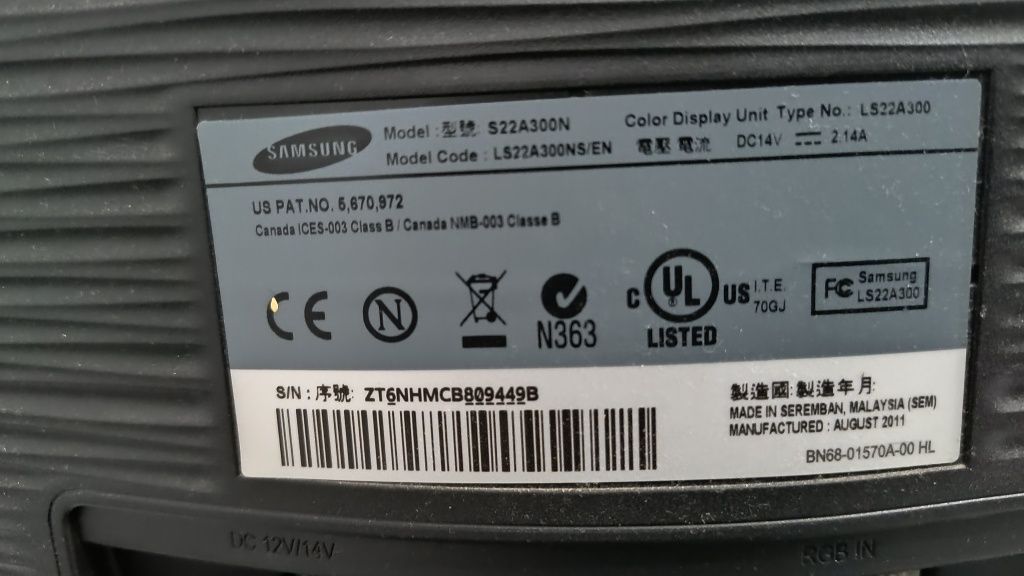 SAMSUNG
Model : 型號: S22A300N
Model Code : LS22A300NS/EN
Color Display Unit Type No.: LS22A300
電壓 電流 DC14V 2.14A
US PAT.NO. 5,670,972
Canada ICES-003 Class B / Canada NMB-003 Classe B
CE
N
N363
C UL US
LISTED
I.T.E.
70GJ
FC Samsung
LS22A300
S/N : 序號: ZT6NHMCB809449B
製造國: 製造年月:
MADE IN SEREMBAN, MALAYSIA (SEM)
MANUFACTURED : AUGUST 2011
BN68-01570A-00 HL
DC 12V/14V
RGB IN